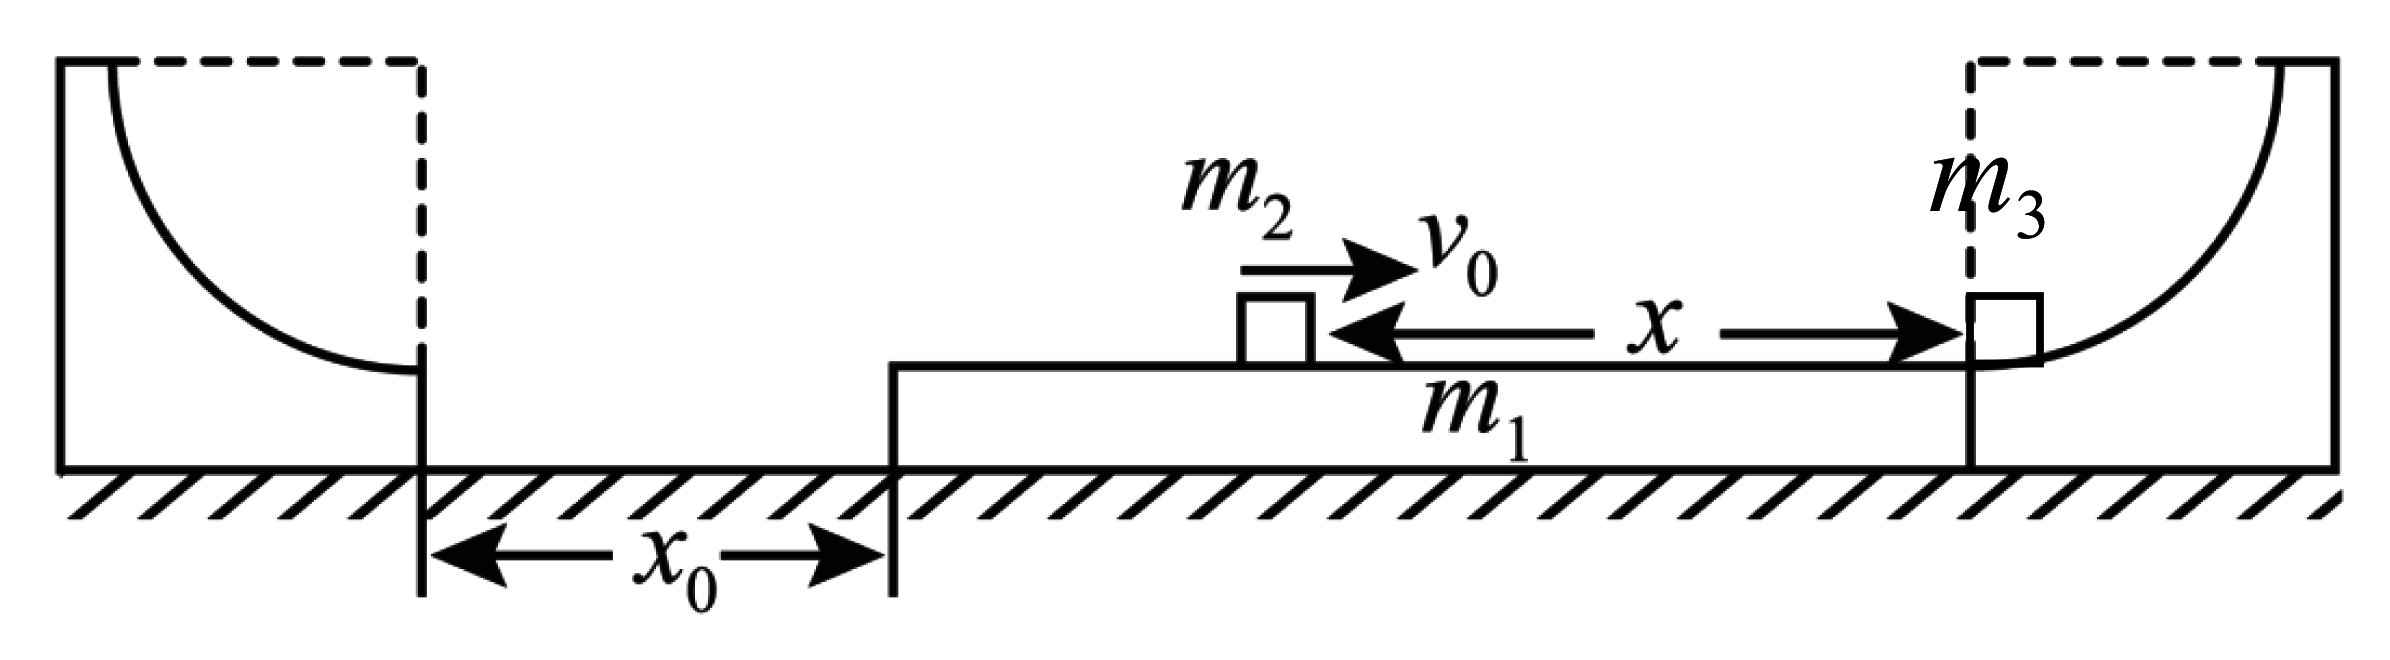 m₂
v₀
m₃
x
m₁
x₀